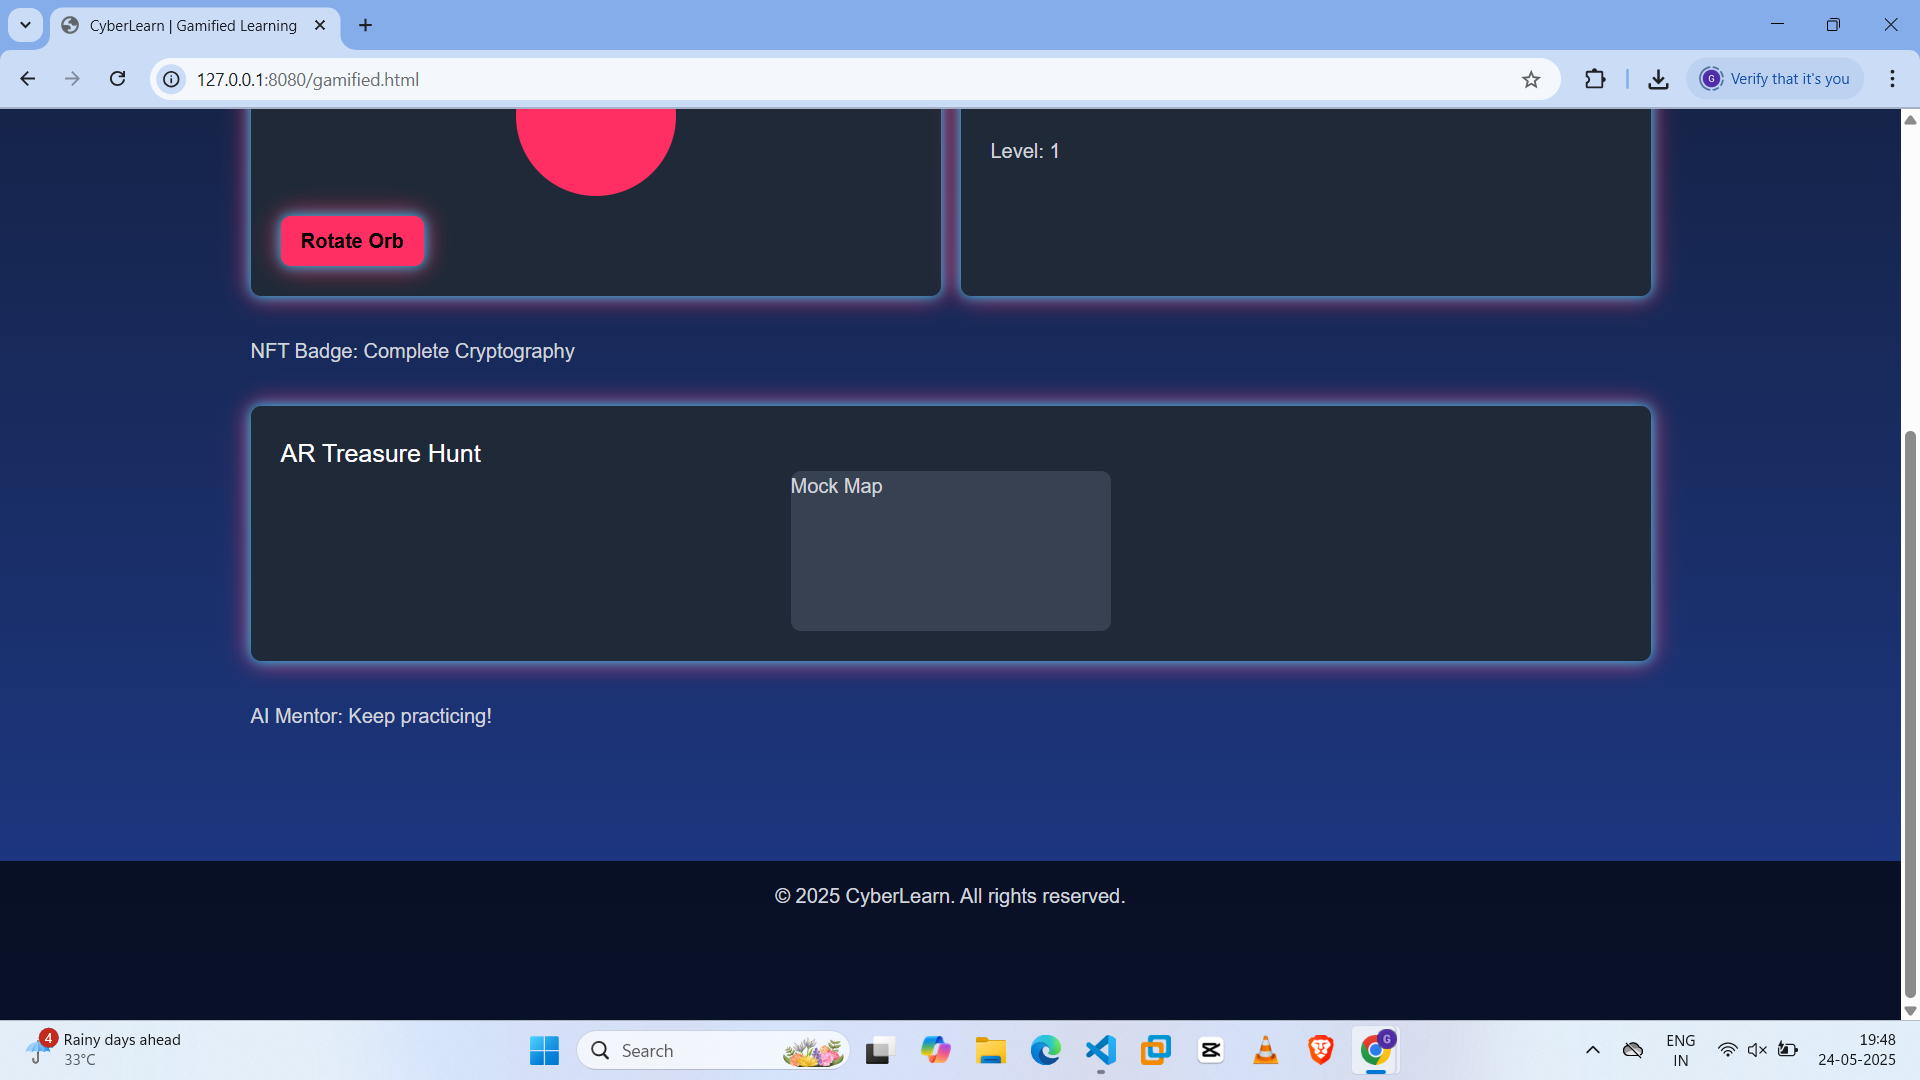 CyberLearn | Gamified Learning
127.0.0.1:8080/gamified.html
G
Verify that it's you
Level: 1
Rotate Orb
NFT Badge: Complete Cryptography
AR Treasure Hunt
Mock Map
AI Mentor: Keep practicing!
© 2025 CyberLearn. All rights reserved.
4
Rainy days ahead
33°C
Search
G
ENG
IN
19:48
24-05-2025